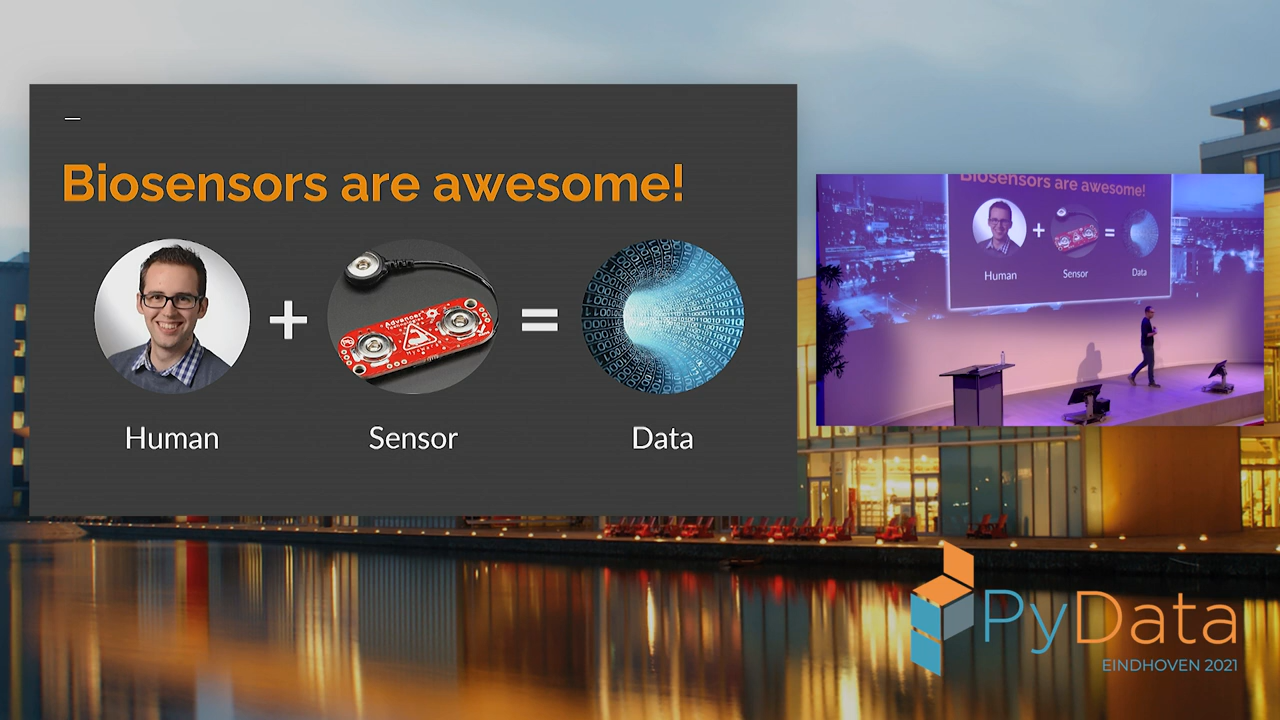 Biosensors are awesome!
Human
+
Sensor
=
Data
Biosensors are awesome!
+
=
Human
Sensor
Data
PyData
EINDHOVEN 2021